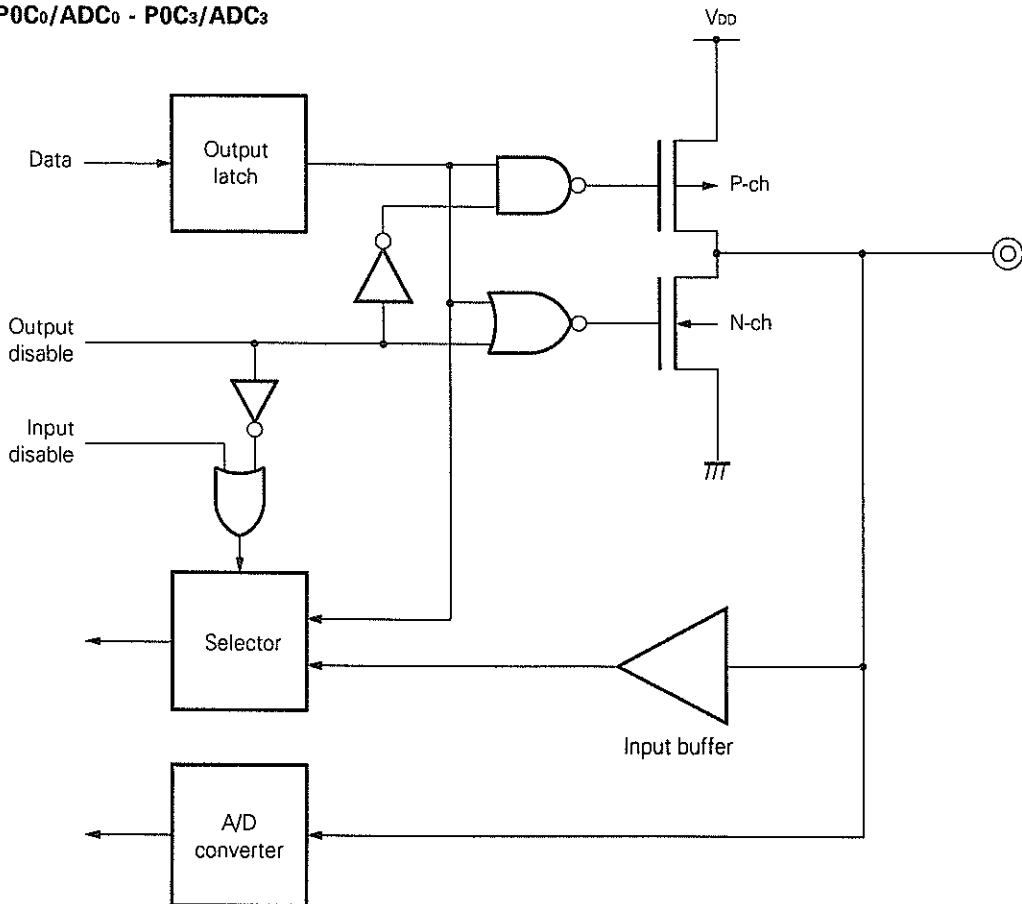 P0C₀/ADC₀ - P0C₃/ADC₃
VDD
Data
Output
latch
P-ch
Output
disable
N-ch
Input
disable
Selector
Input buffer
A/D
converter